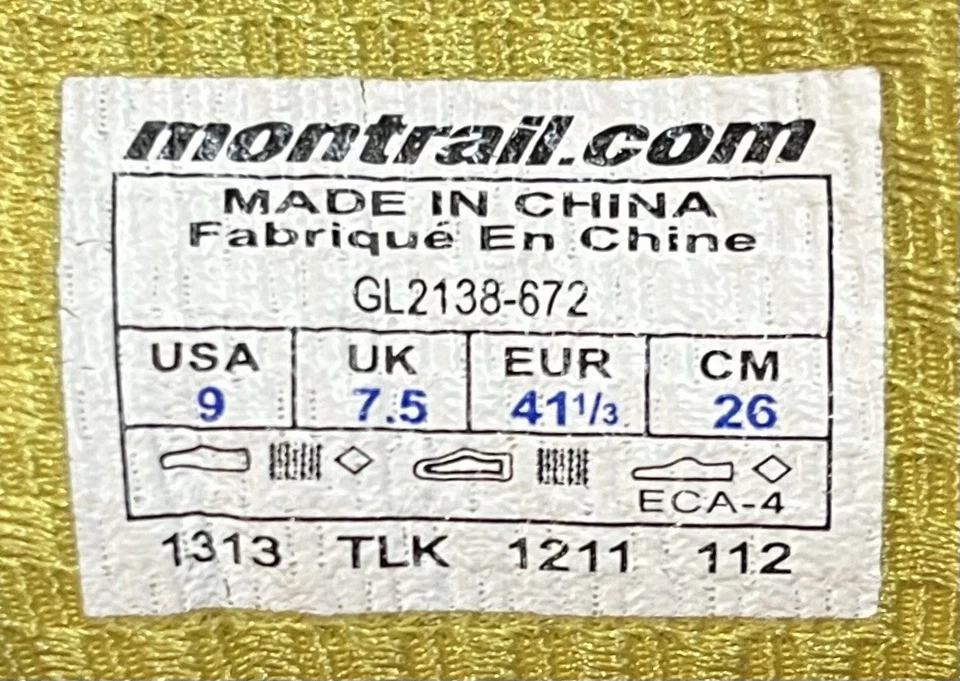 montrail.com
MADE IN CHINA
Fabriqué En Chine
GL2138-672
USA UK EUR CM
9 7.5 41 1/3 26
ECA-4
1313 TLK 1211 112